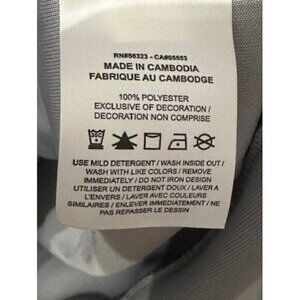 RN#56323 - CA#05553
MADE IN CAMBODIA
FABRIQUE AU CAMBODGE
100% POLYESTER
EXCLUSIVE OF DECORATION /
DECORATION NON COMPRISE
USE MILD DETERGENT / WASH INSIDE OUT /
WASH WITH LIKE COLORS / REMOVE
IMMEDIATELY / DO NOT IRON DESIGN
UTILISER UN DETERGENT DOUX / LAVER A
L'ENVERS / LAVER AVEC COULEURS
SIMILAIRES / ENLEVER IMMEDIATEMENT / NE
PAS REPASSER LE DESSIN